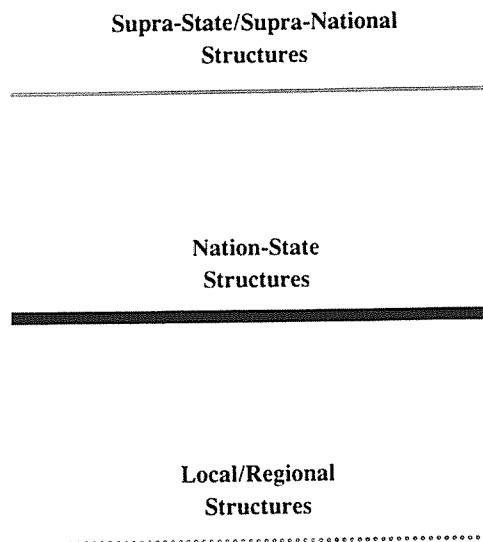 Supra-State/Supra-National
Structures
Nation-State
Structures
Local/Regional
Structures